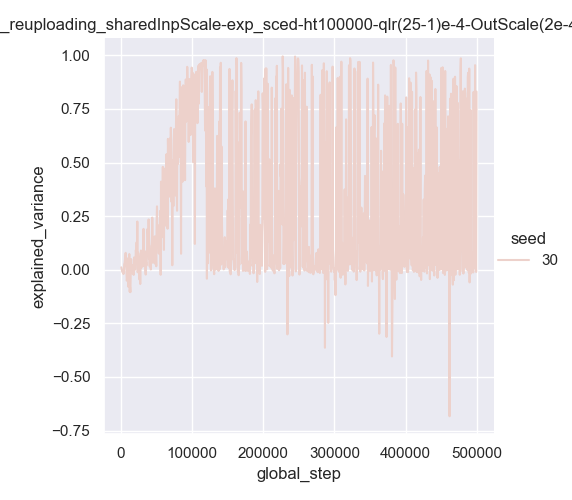 _reuploading_sharedInpScale-exp_sced-ht100000-qlr(25-1)e-4-OutScale(2e-4
1.00
0.75
0.50
0.25
0.00
−0.25
−0.50
−0.75
explained_variance
0 100000 200000 300000 400000 500000
global_step
seed
30